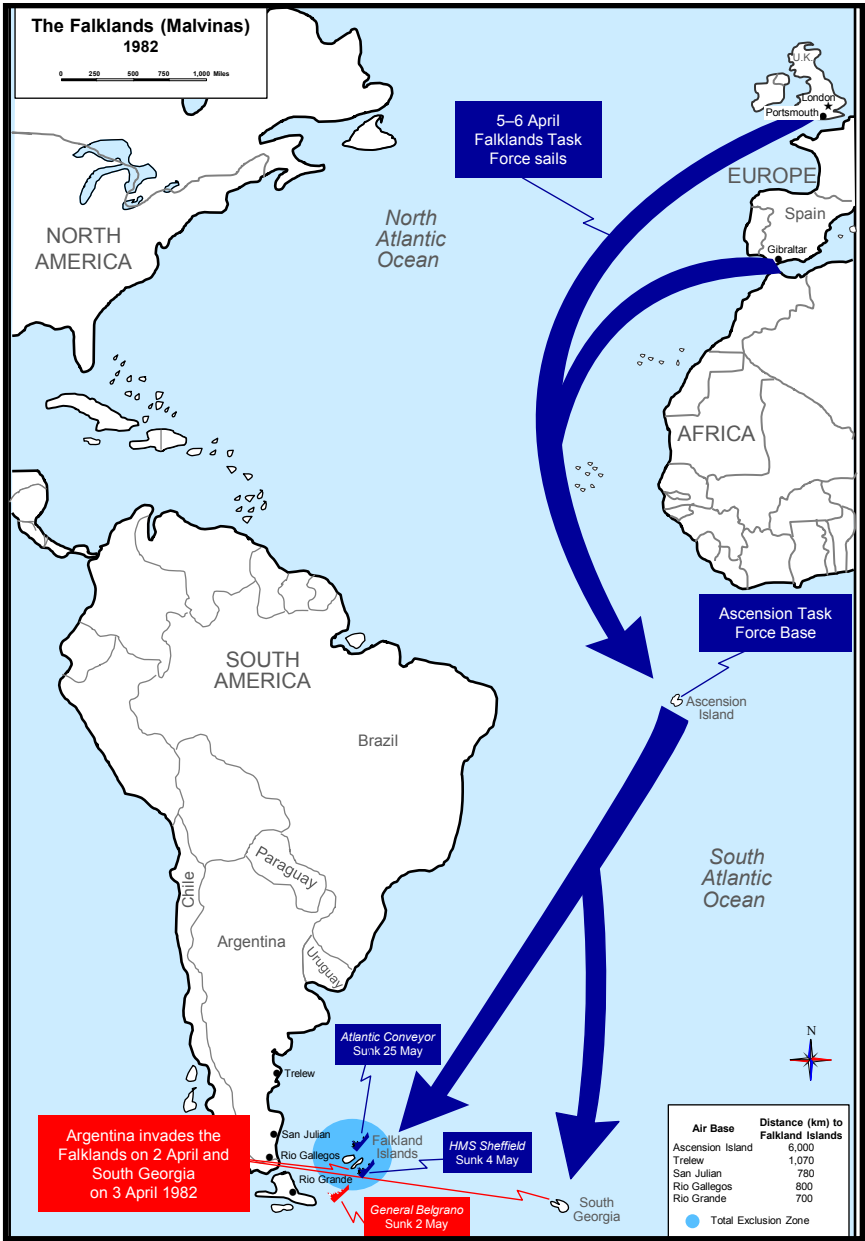 The Falklands (Malvinas)
1982
0 250 500 750 1,000 Miles
U.K.
London
Portsmouth
5–6 April
Falklands Task
Force sails
EUROPE
Spain
Gibraltar
North
Atlantic
Ocean
NORTH
AMERICA
AFRICA
Ascension Task
Force Base
Ascension
Island
SOUTH
AMERICA
Brazil
Paraguay
Chile
Argentina
Uruguay
South
Atlantic
Ocean
Atlantic Conveyor
Sunk 25 May
N
Trelew
San Julian
Rio Gallegos
Rio Grande
Falkland
Islands
HMS Sheffield
Sunk 4 May
Argentina invades the
Falklands on 2 April and
South Georgia
on 3 April 1982
General Belgrano
Sunk 2 May
South
Georgia
Air Base Distance (km) to
Falkland Islands
Ascension Island 6,000
Trelew 1,070
San Julian 780
Rio Gallegos 800
Rio Grande 700
Total Exclusion Zone